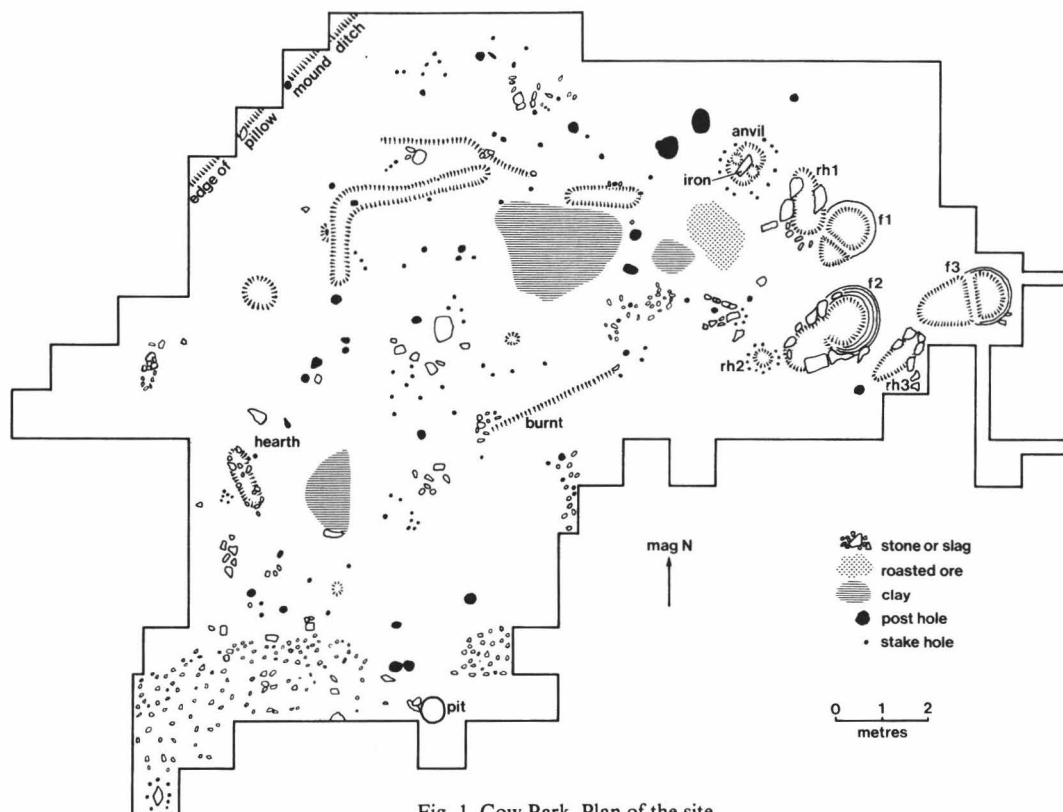 edge of pillow mound ditch
anvil
iron
rh1
f1
f3
f2
rh2
rh3
burnt
hearth
mag N
stone or slag
roasted ore
clay
post hole
stake hole
pit
0 1 2
metres
Fig. 1 Cow Park. Plan of the site